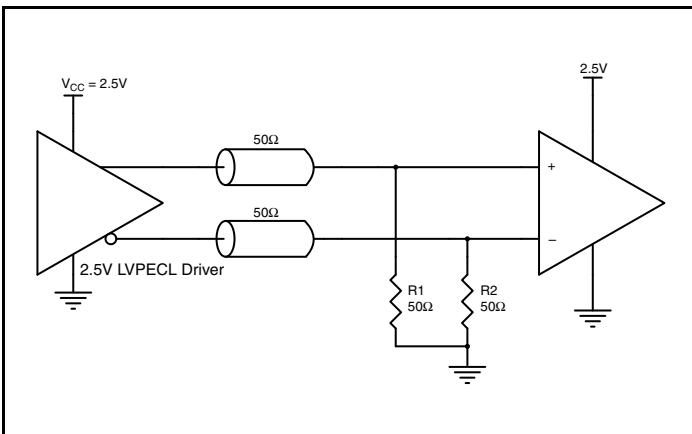 2.5V
V_CC = 2.5V
50Ω
+
50Ω
–
2.5V LVPECL Driver
R1
50Ω
R2
50Ω